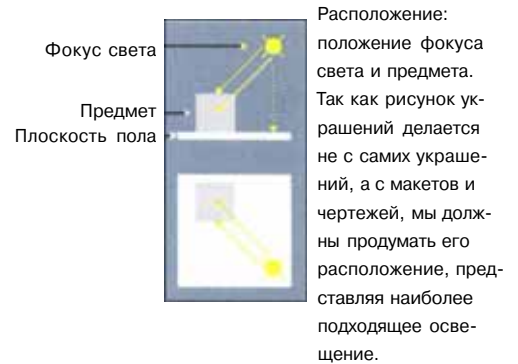 Фокус света
Предмет
Плоскость пола
Расположение:
положение фокуса
света и предмета.
Так как рисунок ук-
рашений делается
не с самих украше-
ний, а с макетов и
чертежей, мы долж-
ны продумать его
расположение, пред-
ставляя наиболее
подходящее осве-
щение.